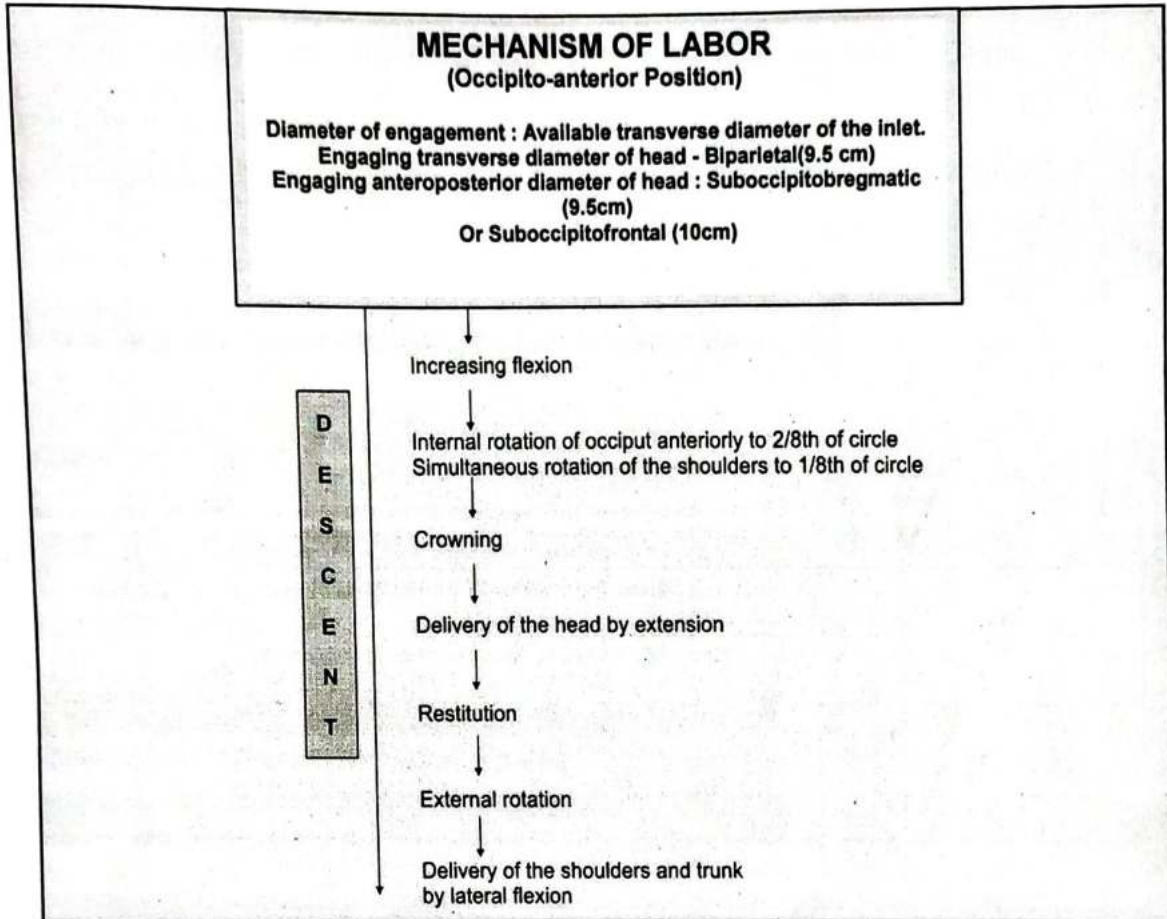 MECHANISM OF LABOR
(Occipito-anterior Position)
Diameter of engagement : Available transverse diameter of the inlet.
Engaging transverse diameter of head - Biparietal(9.5 cm)
Engaging anteroposterior diameter of head : Suboccipitobregmatic
(9.5cm)
Or Suboccipitofrontal (10cm)
Increasing flexion
DESCENT
Internal rotation of occiput anteriorly to 2/8th of circle
Simultaneous rotation of the shoulders to 1/8th of circle
Crowning
Delivery of the head by extension
Restitution
External rotation
Delivery of the shoulders and trunk
by lateral flexion